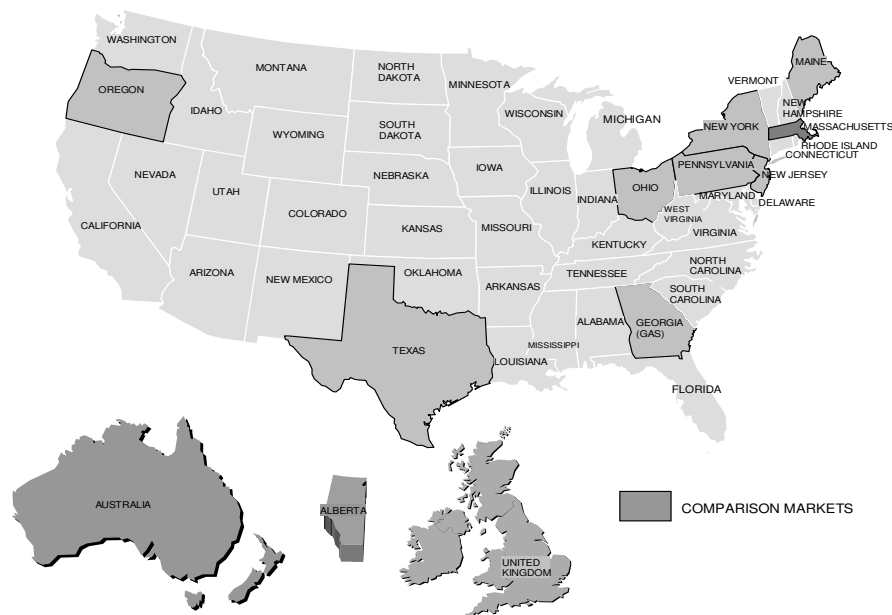 WASHINGTON
OREGON
IDAHO
MONTANA
NORTH
DAKOTA
MINNESOTA
SOUTH
DAKOTA
WYOMING
WISCONSIN
MICHIGAN
VERMONT
MAINE
NEW
HAMPSHIRE
MASSACHUSETTS
NEW YORK
RHODE ISLAND
CONNECTICUT
PENNSYLVANIA
NEW JERSEY
MARYLAND
DELAWARE
NEVADA
UTAH
CALIFORNIA
COLORADO
NEBRASKA
IOWA
ILLINOIS
INDIANA
OHIO
WEST
VIRGINIA
VIRGINIA
KANSAS
MISSOURI
KENTUCKY
NORTH
CAROLINA
TENNESSEE
SOUTH
CAROLINA
ARIZONA
NEW MEXICO
OKLAHOMA
ARKANSAS
MISSISSIPPI
ALABAMA
GEORGIA
(GAS)
TEXAS
LOUISIANA
FLORIDA
AUSTRALIA
ALBERTA
UNITED
KINGDOM
COMPARISON MARKETS